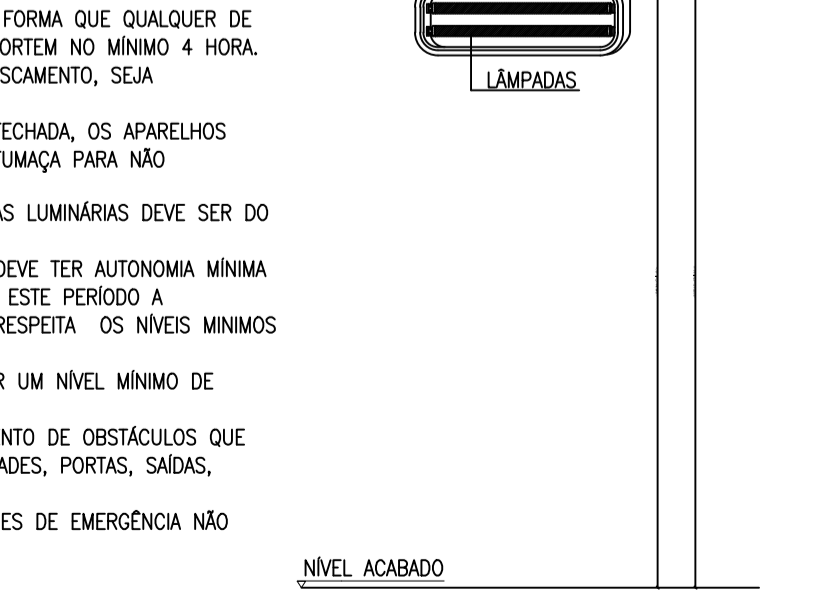 FORMA QUE QUALQUER DE
ORTEM NO MÍNIMO 4 HORA.
SCAMENTO, SEJA
FECHADA, OS APARELHOS
FUMAÇA PARA NÃO
AS LUMINÁRIAS DEVE SER DO
DEVE TER AUTONOMIA MÍNIMA
ESTE PERÍODO A
RESPEITA OS NÍVEIS MINIMOS
R UM NÍVEL MÍNIMO DE
NTO DE OBSTÁCULOS QUE
ADES, PORTAS, SAÍDAS,
ES DE EMERGÊNCIA NÃO
LÂMPADAS
NÍVEL ACABADO